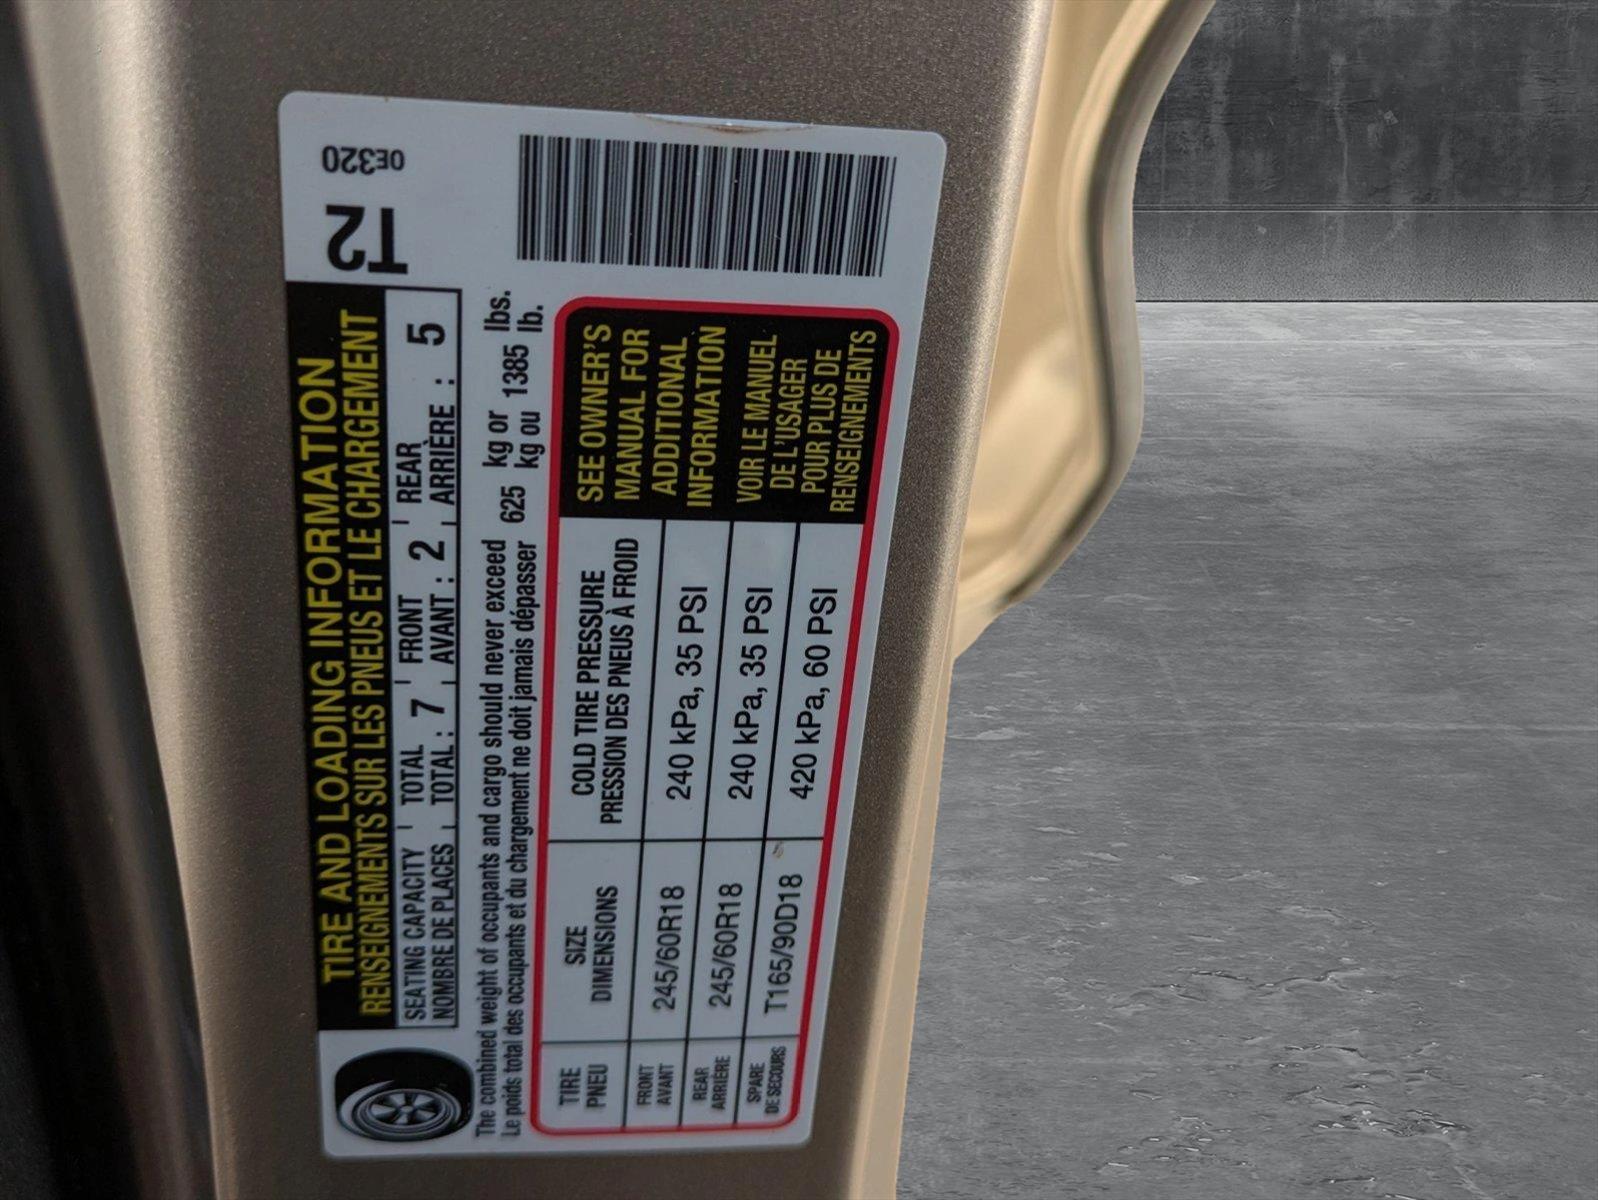 TIRE AND LOADING INFORMATION
RENSEIGNEMENTS SUR LES PNEUS ET LE CHARGEMENT
SEATING CAPACITY TOTAL 7 FRONT 2 REAR 5
NOMBRE DE PLACES TOTAL : AVANT : ARRIÈRE :
The combined weight of occupants and cargo should never exceed 625 kg or 1385 lbs.
Le poids total des occupants et du chargement ne doit jamais dépasser kg ou lb.
TIRE SIZE COLD TIRE PRESSURE
PNEU DIMENSIONS PRESSION DES PNEUS À FROID
FRONT
AVANT 245/60R18 240 kPa, 35 PSI
REAR
ARRIÈRE 245/60R18 240 kPa, 35 PSI
SPARE
DE SECOURS T165/90D18 420 kPa, 60 PSI
SEE OWNER'S
MANUAL FOR
ADDITIONAL
INFORMATION
VOIR LE MANUEL
DE L'USAGER
POUR PLUS DE
RENSEIGNEMENTS
T2
0E320